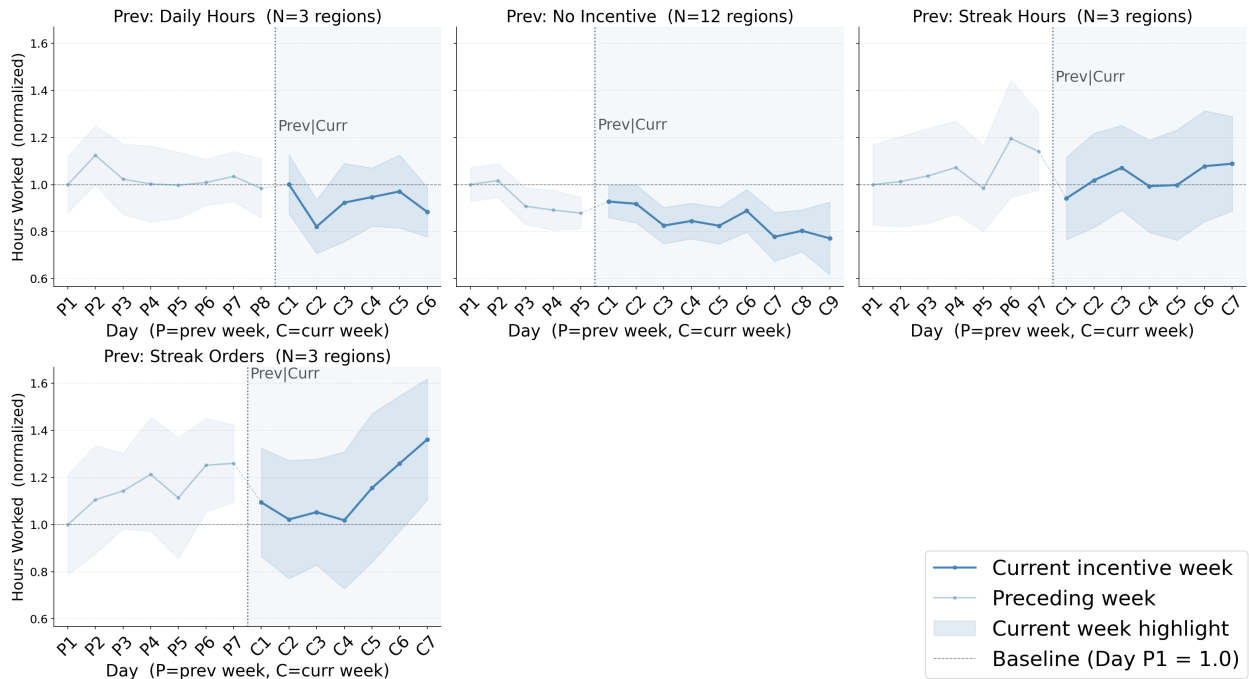 Prev: Daily Hours  (N=3 regions)
Hours Worked  (normalized)
1.6
1.4
1.2
1.0
0.8
0.6
Prev|Curr
P1 P2 P3 P4 P5 P6 P7 P8 C1 C2 C3 C4 C5 C6
Day  (P=prev week, C=curr week)
Prev: No Incentive  (N=12 regions)
Prev|Curr
P1 P2 P3 P4 P5 C1 C2 C3 C4 C5 C6 C7 C8 C9
Day  (P=prev week, C=curr week)
Prev: Streak Hours  (N=3 regions)
Prev|Curr
P1 P2 P3 P4 P5 P6 P7 C1 C2 C3 C4 C5 C6 C7
Day  (P=prev week, C=curr week)
Prev: Streak Orders  (N=3 regions)
Hours Worked  (normalized)
1.6
1.4
1.2
1.0
0.8
0.6
Prev|Curr
P1 P2 P3 P4 P5 P6 P7 C1 C2 C3 C4 C5 C6 C7
Day  (P=prev week, C=curr week)
Current incentive week
Preceding week
Current week highlight
Baseline (Day P1 = 1.0)